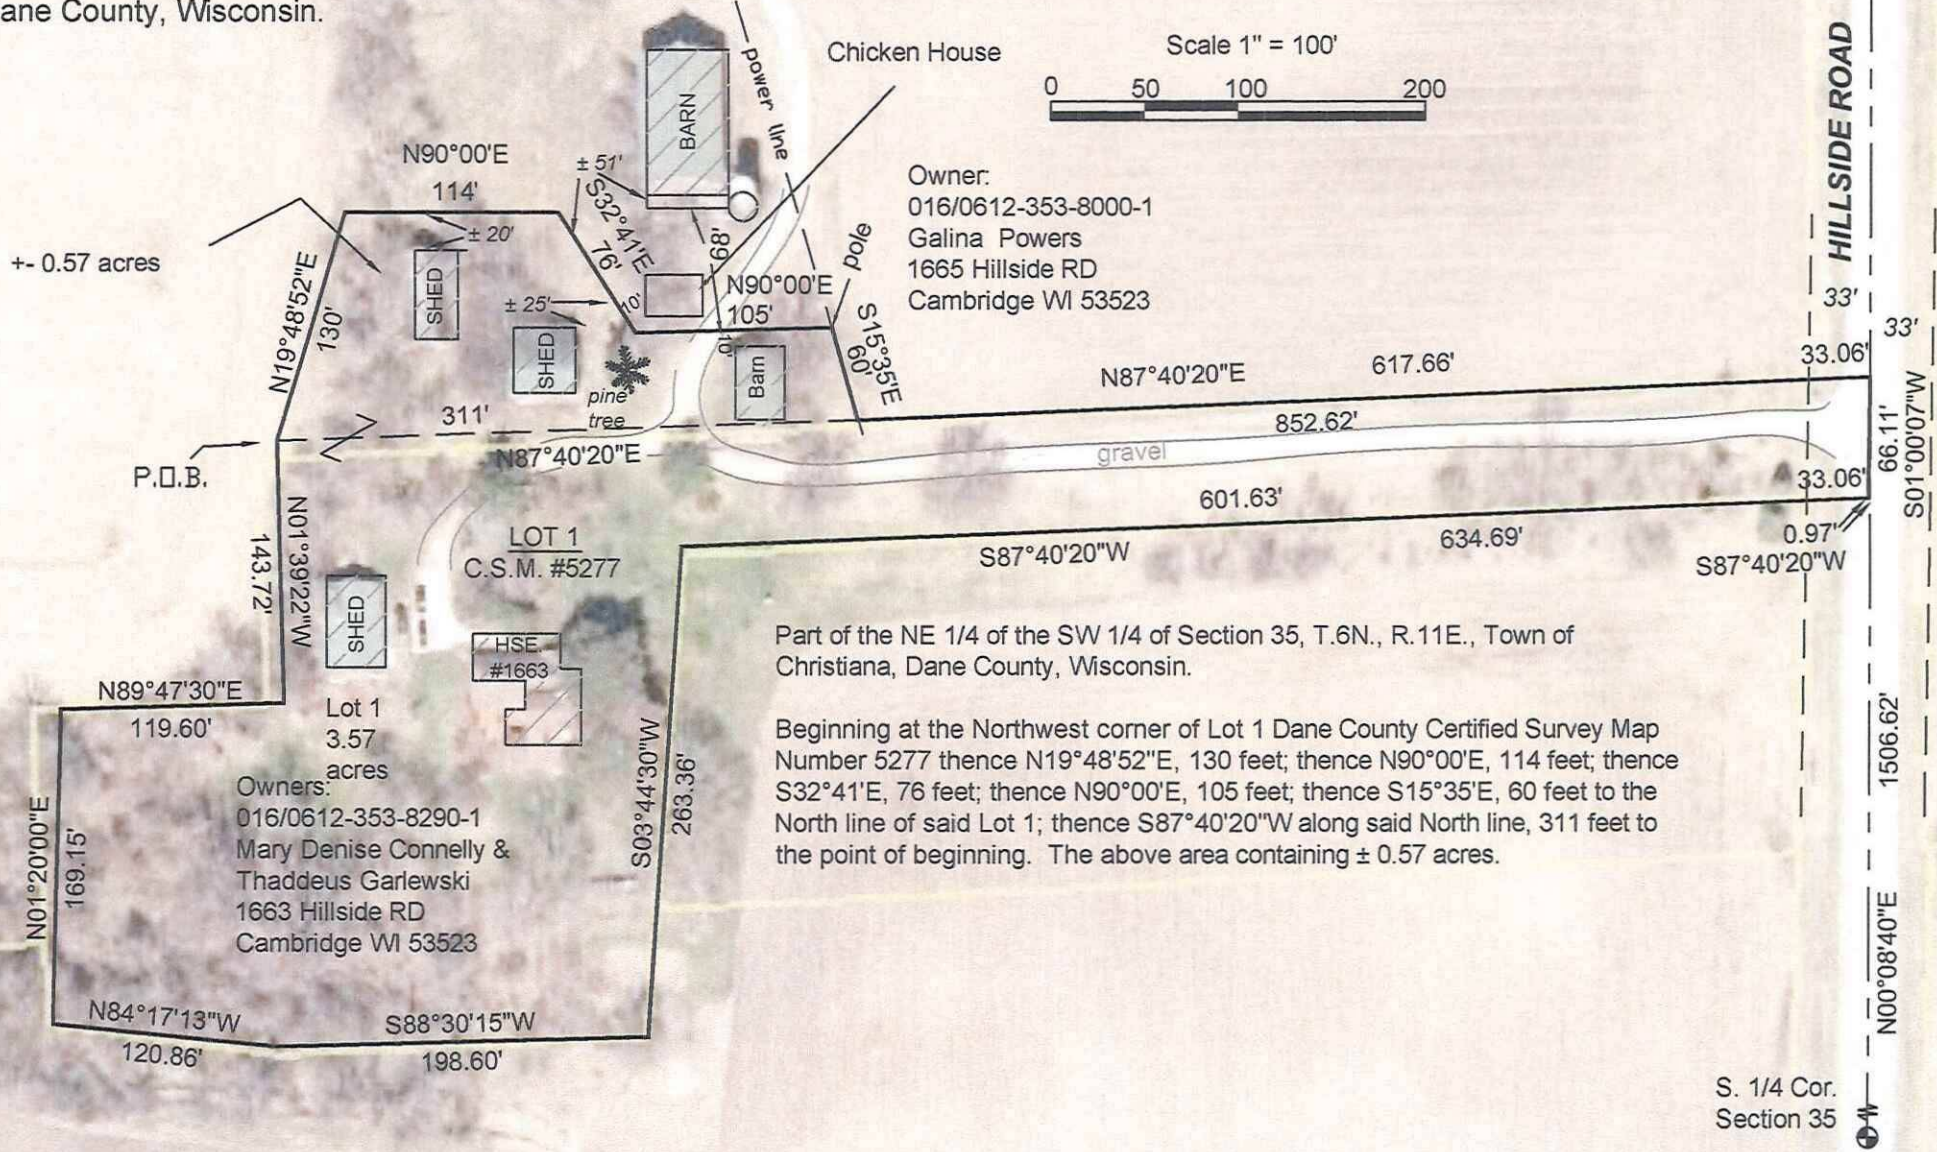 ane County, Wisconsin.
Chicken House
Scale 1" = 100'
0 50 100 200
HILLSIDE ROAD
BARN
power line
N90°00'E
114'
± 51'
S32°41'E
76'
± 20'
+- 0.57 acres
N19°48'52"E
130'
SHED
± 25'
10'
68'
N90°00'E
105'
pole
Owner:
016/0612-353-8000-1
Galina Powers
1665 Hillside RD
Cambridge WI 53523
33'
33'
SHED
pine
tree
10'
Barn
S15°35'E
60'
N87°40'20"E
617.66'
33.06'
311'
N87°40'20"E
852.62'
gravel
66.11'
S01°00'07"W
P.O.B.
33.06'
601.63'
634.69'
S87°40'20"W
0.97'
S87°40'20"W
N01°39'22"W
143.72'
LOT 1
C.S.M. #5277
SHED
HSE.
#1663
Part of the NE 1/4 of the SW 1/4 of Section 35, T.6N., R.11E., Town of
Christiana, Dane County, Wisconsin.
N89°47'30"E
119.60'
Lot 1
3.57
acres
S03°44'30"W
263.36'
Beginning at the Northwest corner of Lot 1 Dane County Certified Survey Map
Number 5277 thence N19°48'52"E, 130 feet; thence N90°00'E, 114 feet; thence
S32°41'E, 76 feet; thence N90°00'E, 105 feet; thence S15°35'E, 60 feet to the
North line of said Lot 1; thence S87°40'20"W along said North line, 311 feet to
the point of beginning. The above area containing ± 0.57 acres.
1506.62'
N00°08'40"E
Owners:
016/0612-353-8290-1
Mary Denise Connelly &
Thaddeus Garlewski
1663 Hillside RD
Cambridge WI 53523
N01°20'00"E
169.15'
N84°17'13"W
120.86'
S88°30'15"W
198.60'
S. 1/4 Cor.
Section 35